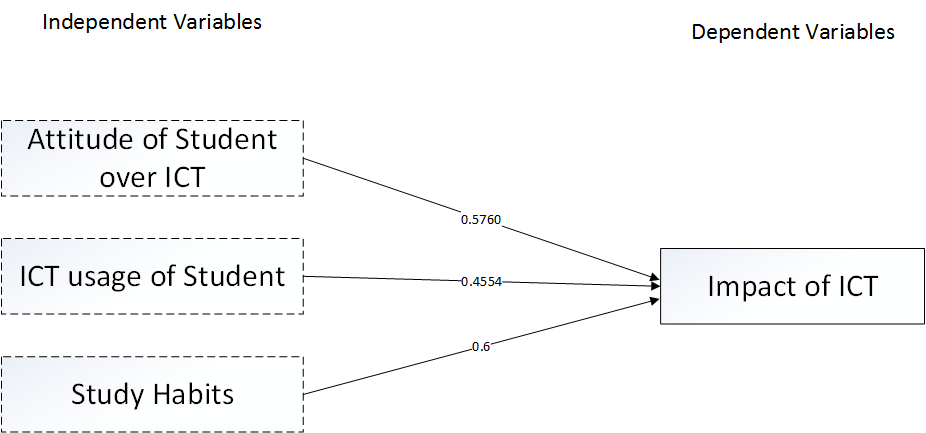 Independent Variables
Dependent Variables
Attitude of Student
over ICT
0.5760
ICT usage of Student
0.4554
Impact of ICT
0.6
Study Habits